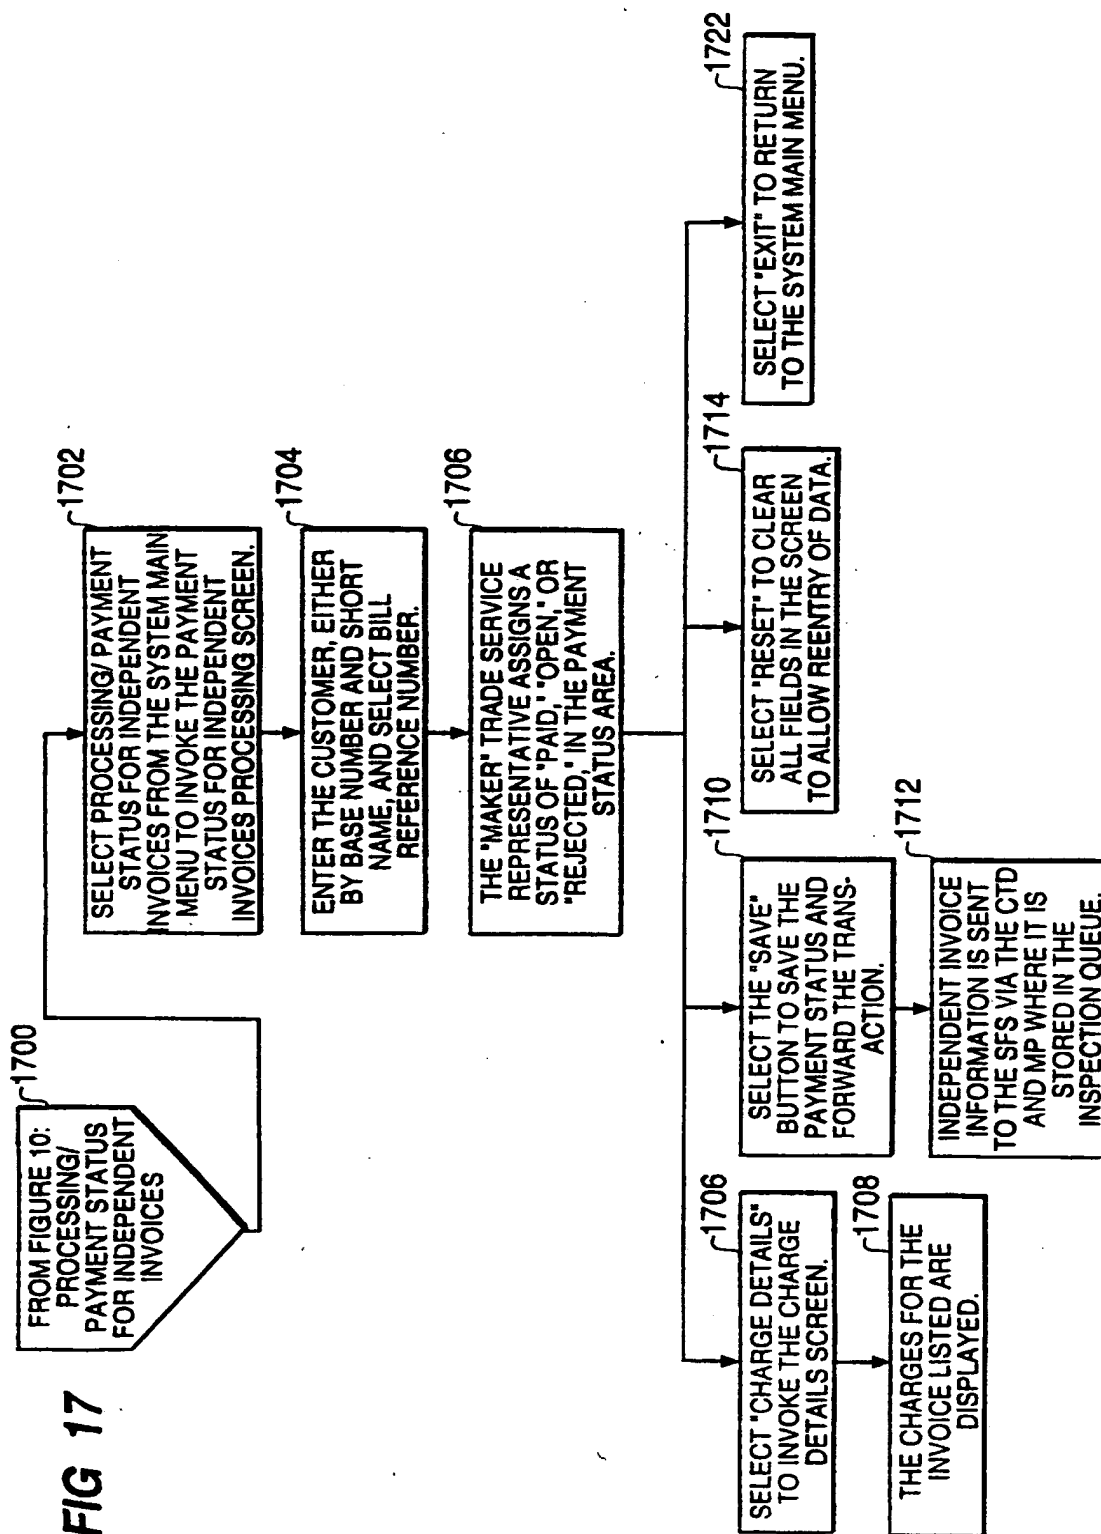 FIG 17
1700
FROM FIGURE 10:
PROCESSING/
PAYMENT STATUS
FOR INDEPENDENT
INVOICES
1702
SELECT PROCESSING/ PAYMENT
STATUS FOR INDEPENDENT
INVOICES FROM THE SYSTEM MAIN
MENU TO INVOKE THE PAYMENT
STATUS FOR INDEPENDENT
INVOICES PROCESSING SCREEN.
1704
ENTER THE CUSTOMER, EITHER
BY BASE NUMBER AND SHORT
NAME, AND SELECT BILL
REFERENCE NUMBER.
1706
THE "MAKER" TRADE SERVICE
REPRESENTATIVE ASSIGNS A
STATUS OF "PAID," "OPEN," OR
"REJECTED," IN THE PAYMENT
STATUS AREA.
1706
SELECT "CHARGE DETAILS"
TO INVOKE THE CHARGE
DETAILS SCREEN.
1708
THE CHARGES FOR THE
INVOICE LISTED ARE
DISPLAYED.
1710
SELECT THE "SAVE"
BUTTON TO SAVE THE
PAYMENT STATUS AND
FORWARD THE TRANS-
ACTION.
1712
INDEPENDENT INVOICE
INFORMATION IS SENT
TO THE SFS VIA THE CTD
AND MP WHERE IT IS
STORED IN THE
INSPECTION QUEUE.
1714
SELECT "RESET" TO CLEAR
ALL FIELDS IN THE SCREEN
TO ALLOW REENTRY OF DATA.
1722
SELECT "EXIT" TO RETURN
TO THE SYSTEM MAIN MENU.